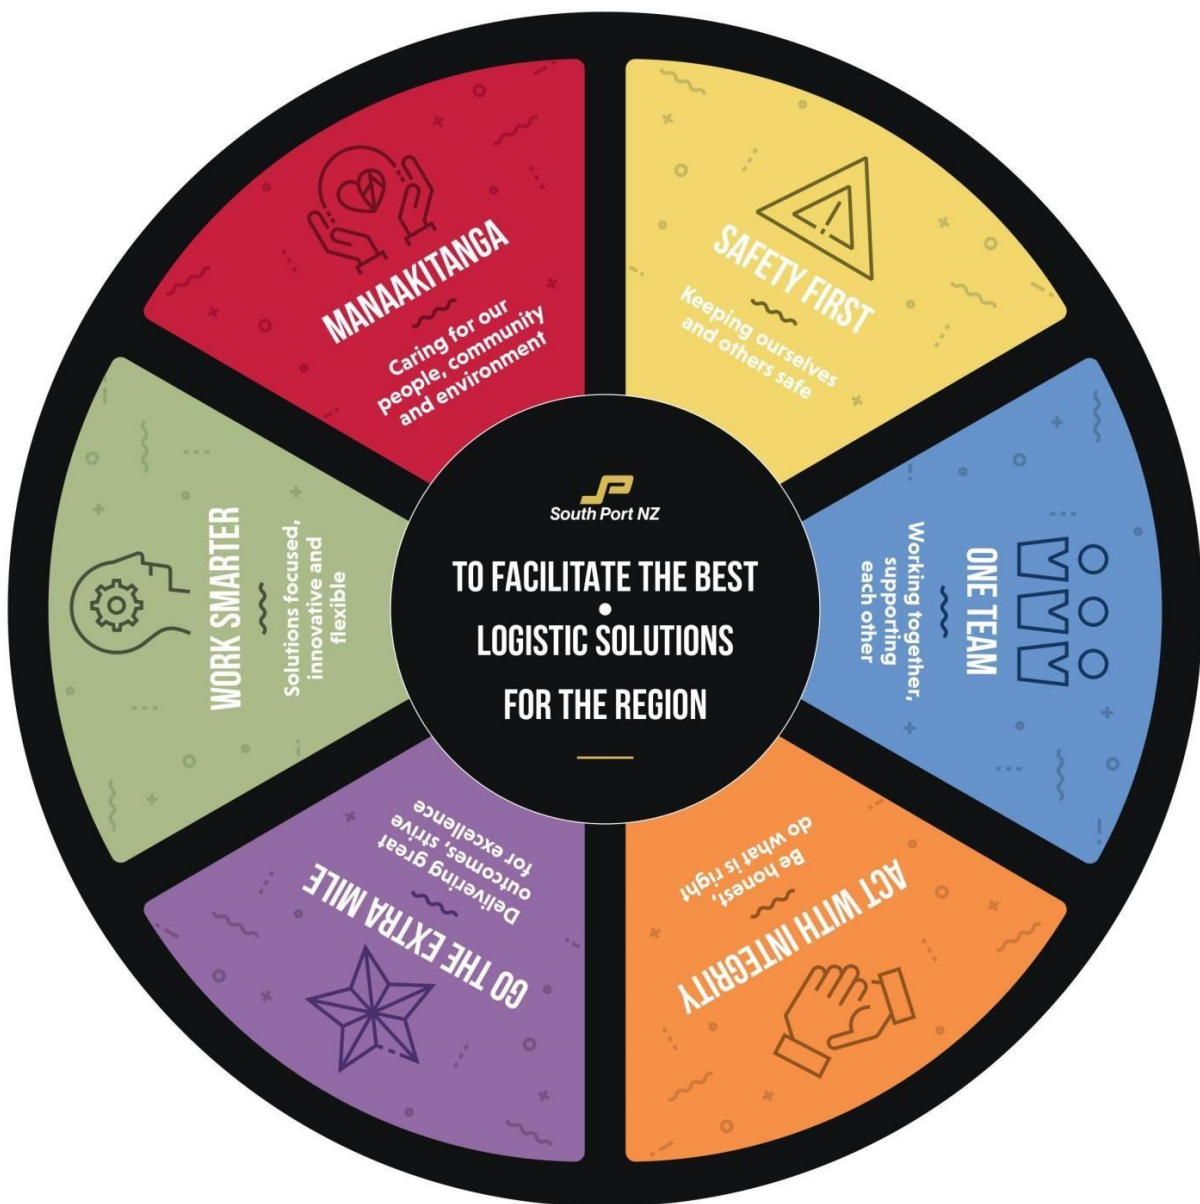 South Port NZ
TO FACILITATE THE BEST
LOGISTIC SOLUTIONS
FOR THE REGION
SAFETY FIRST
Keeping ourselves
and others safe
ONE TEAM
Working together,
supporting
each other
ACT WITH INTEGRITY
Be honest,
do what is right
GO THE EXTRA MILE
Delivering great
outcomes, strive
for excellence
WORK SMARTER
Solutions focused,
innovative and
flexible
MANAAKITANGA
Caring for our
people, community
and environment